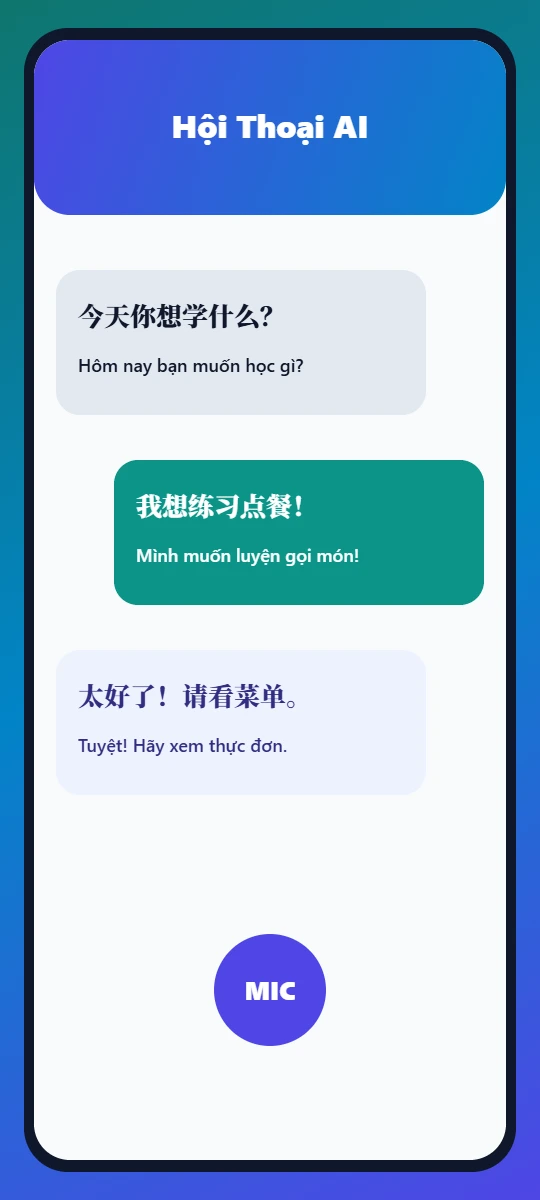 Hội Thoại AI
今天你想学什么？
Hôm nay bạn muốn học gì?
我想练习点餐！
Mình muốn luyện gọi món!
太好了！请看菜单。
Tuyệt! Hãy xem thực đơn.
MIC